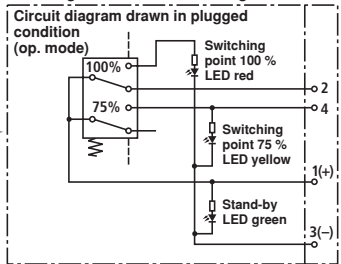 Circuit diagram drawn in plugged
condition
(op. mode)
Switching
point 100 %
LED red
100%
2
75%
4
Switching
point 75 %
LED yellow
1(+)
Stand-by
LED green
3(–)